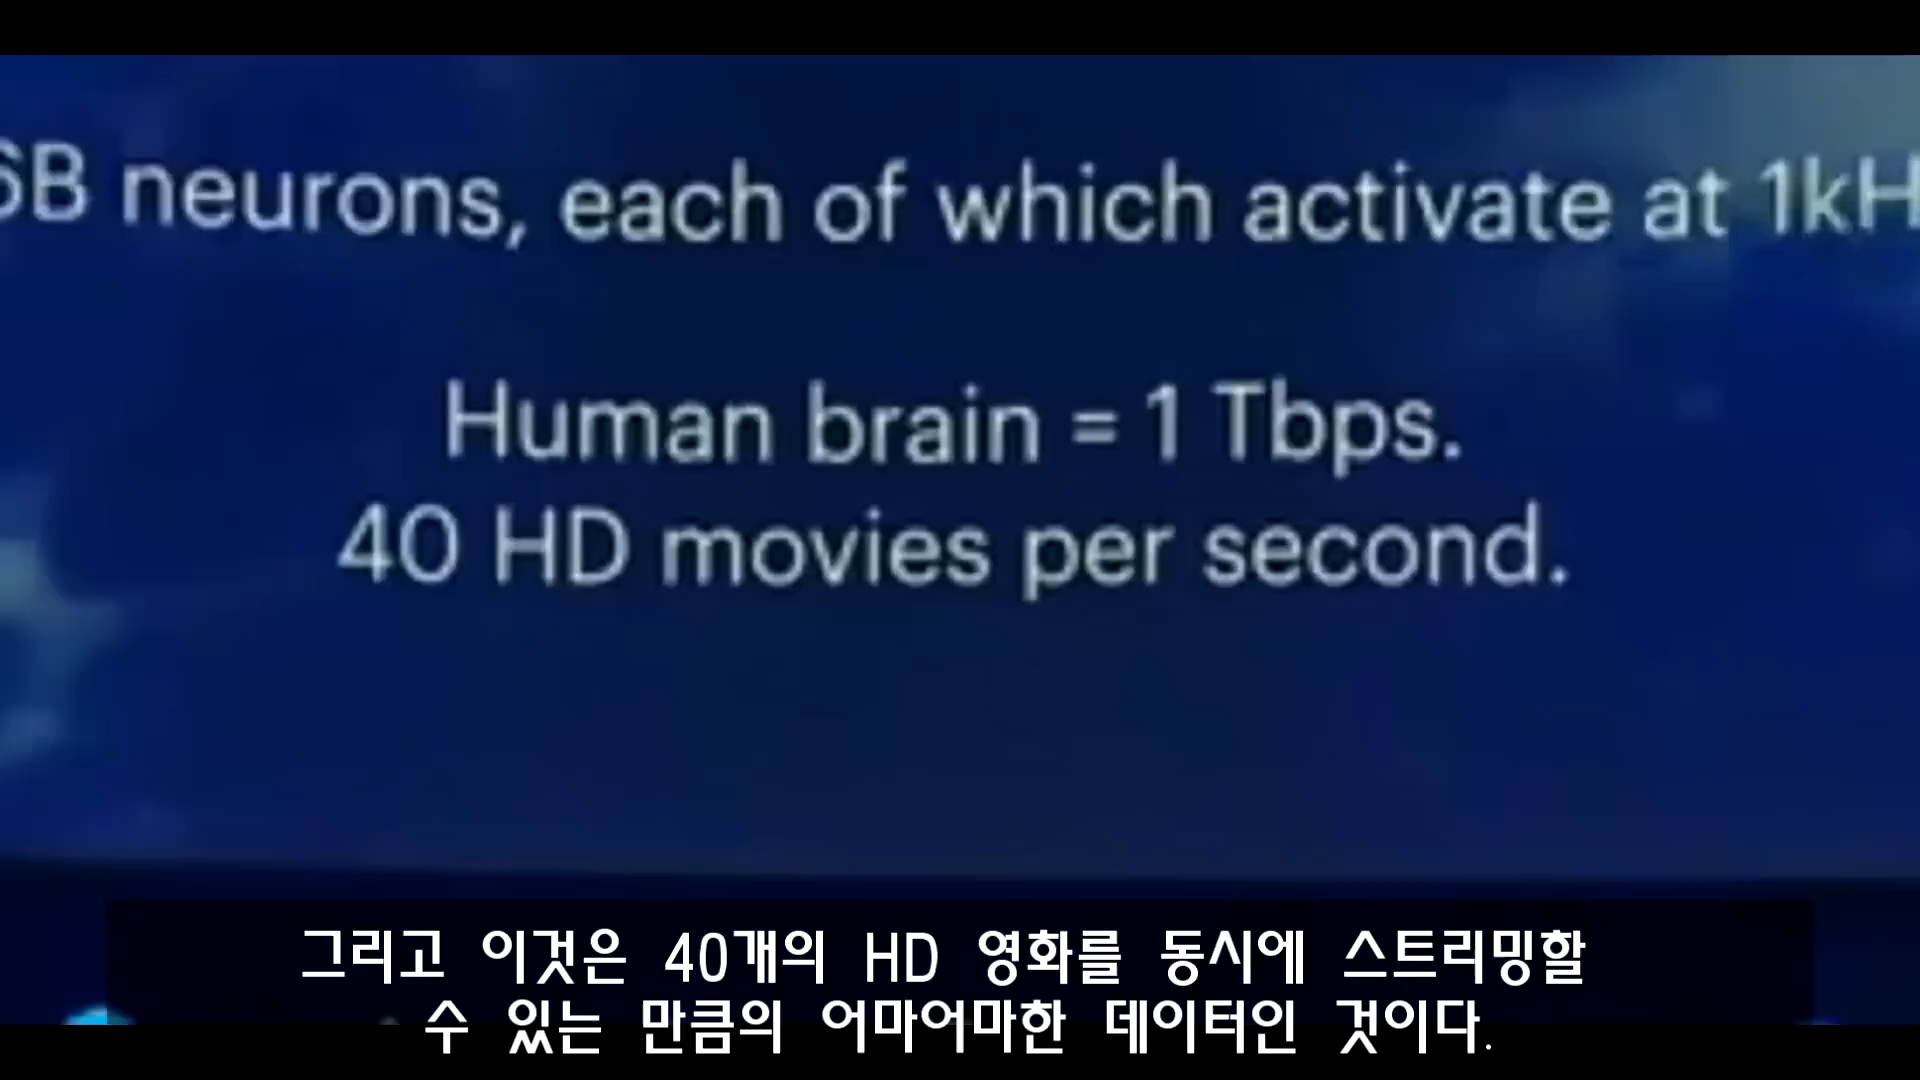 6B neurons, each of which activate at 1kH
Human brain = 1 Tbps.
40 HD movies per second.
그리고 이것은 40개의 HD 영화를 동시에 스트리밍할
수 있는 만큼의 어마어마한 데이터인 것이다.